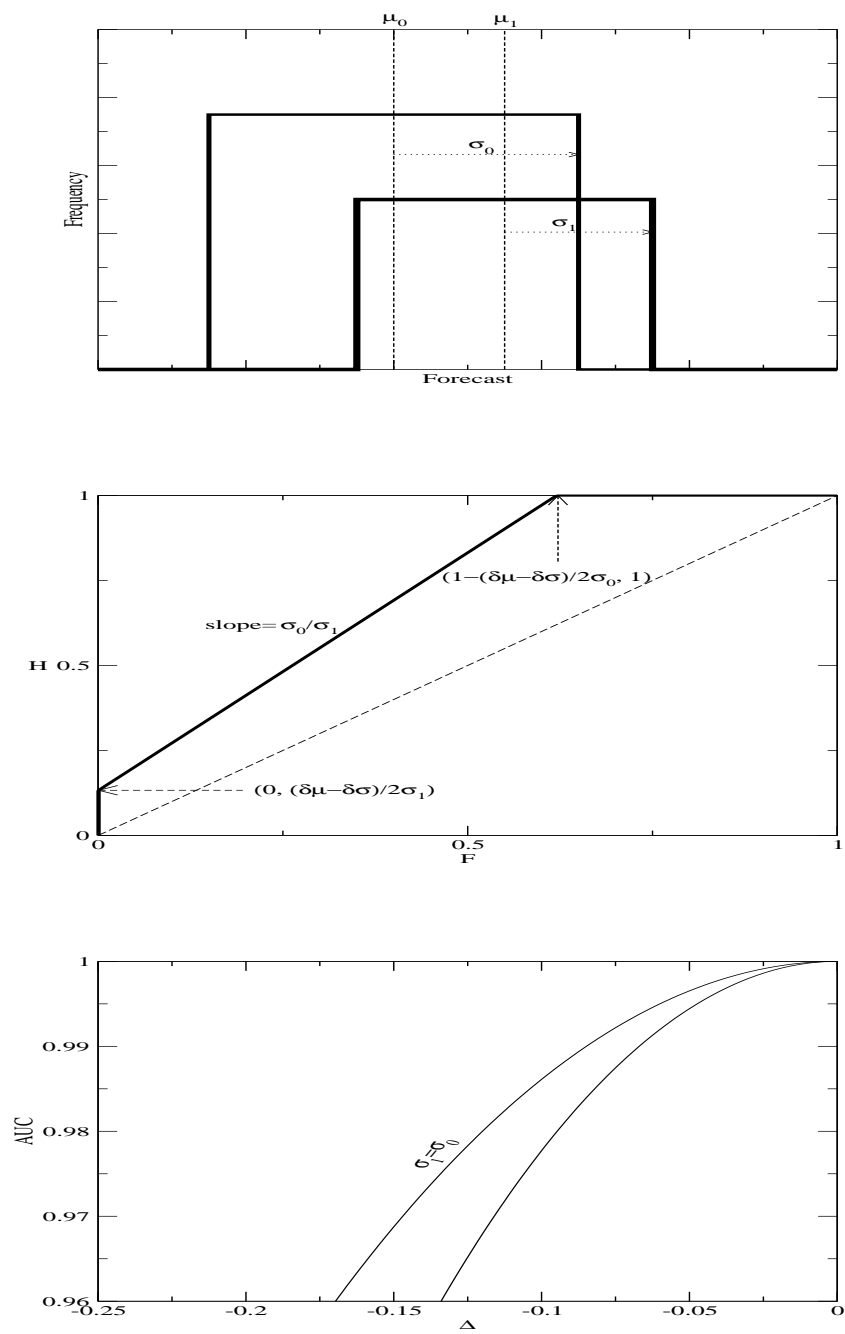 μ₀ μ₁
σ₀
Frequency
σ₁
Forecast
1
(1−(δμ−δσ)/2σ₀, 1)
slope=σ₀/σ₁
H 0.5
(0, (δμ−δσ)/2σ₁)
0
0 0.5 1
F
1
0.99
0.98
AUC
σ₁=σ₀
0.97
0.96
-0.25 -0.2 -0.15 -0.1 -0.05 0
Δ